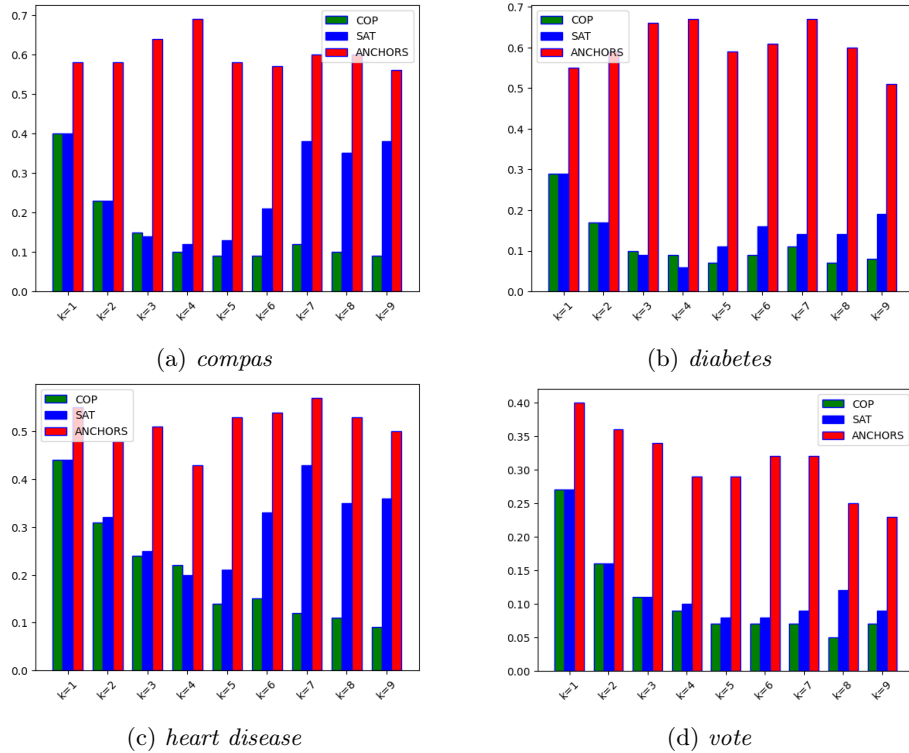 0.7
0.6
0.5
0.4
0.3
0.2
0.1
0.0
COP
SAT
ANCHORS
k=1 k=2 k=3 k=4 k=5 k=6 k=7 k=8 k=9
(a) compas
0.7
0.6
0.5
0.4
0.3
0.2
0.1
0.0
COP
SAT
ANCHORS
k=1 k=2 k=3 k=4 k=5 k=6 k=7 k=8 k=9
(b) diabetes
0.5
0.4
0.3
0.2
0.1
0.0
COP
SAT
ANCHORS
k=1 k=2 k=3 k=4 k=5 k=6 k=7 k=8 k=9
(c) heart disease
0.40
0.35
0.30
0.25
0.20
0.15
0.10
0.05
0.00
COP
SAT
ANCHORS
k=1 k=2 k=3 k=4 k=5 k=6 k=7 k=8 k=9
(d) vote